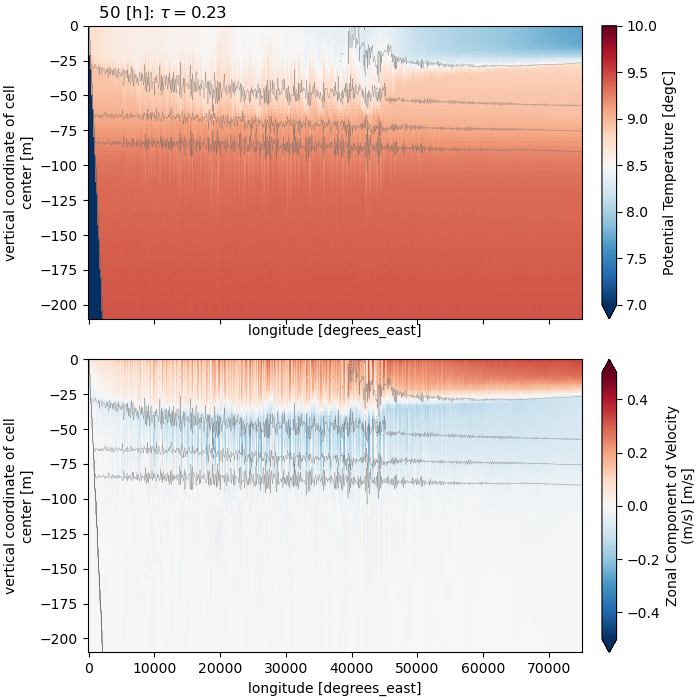 50 [h]: τ = 0.23
0
−25
−50
−75
−100
−125
−150
−175
−200
vertical coordinate of cell
center [m]
longitude [degrees_east]
10.0
9.5
9.0
8.5
8.0
7.5
7.0
Potential Temperature [degC]
0
−25
−50
−75
−100
−125
−150
−175
−200
vertical coordinate of cell
center [m]
0 10000 20000 30000 40000 50000 60000 70000
longitude [degrees_east]
0.4
0.2
0.0
−0.2
−0.4
Zonal Component of Velocity
(m/s) [m/s]